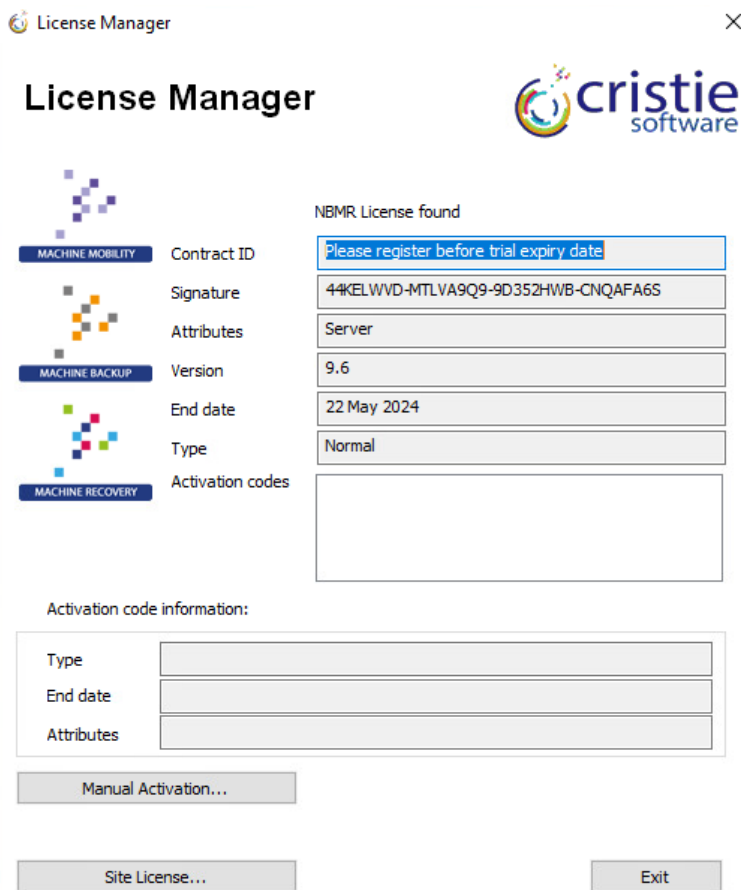 License Manager
License Manager
cristie
software
NBMR License found
MACHINE MOBILITY
Contract ID
Please register before trial expiry date
Signature
44KELWVD-MTLVA9Q9-9D352HWB-CNQAFA6S
Attributes
Server
MACHINE BACKUP
Version
9.6
End date
22 May 2024
Type
Normal
Activation codes
MACHINE RECOVERY
Activation code information:
Type
End date
Attributes
Manual Activation...
Site License...
Exit